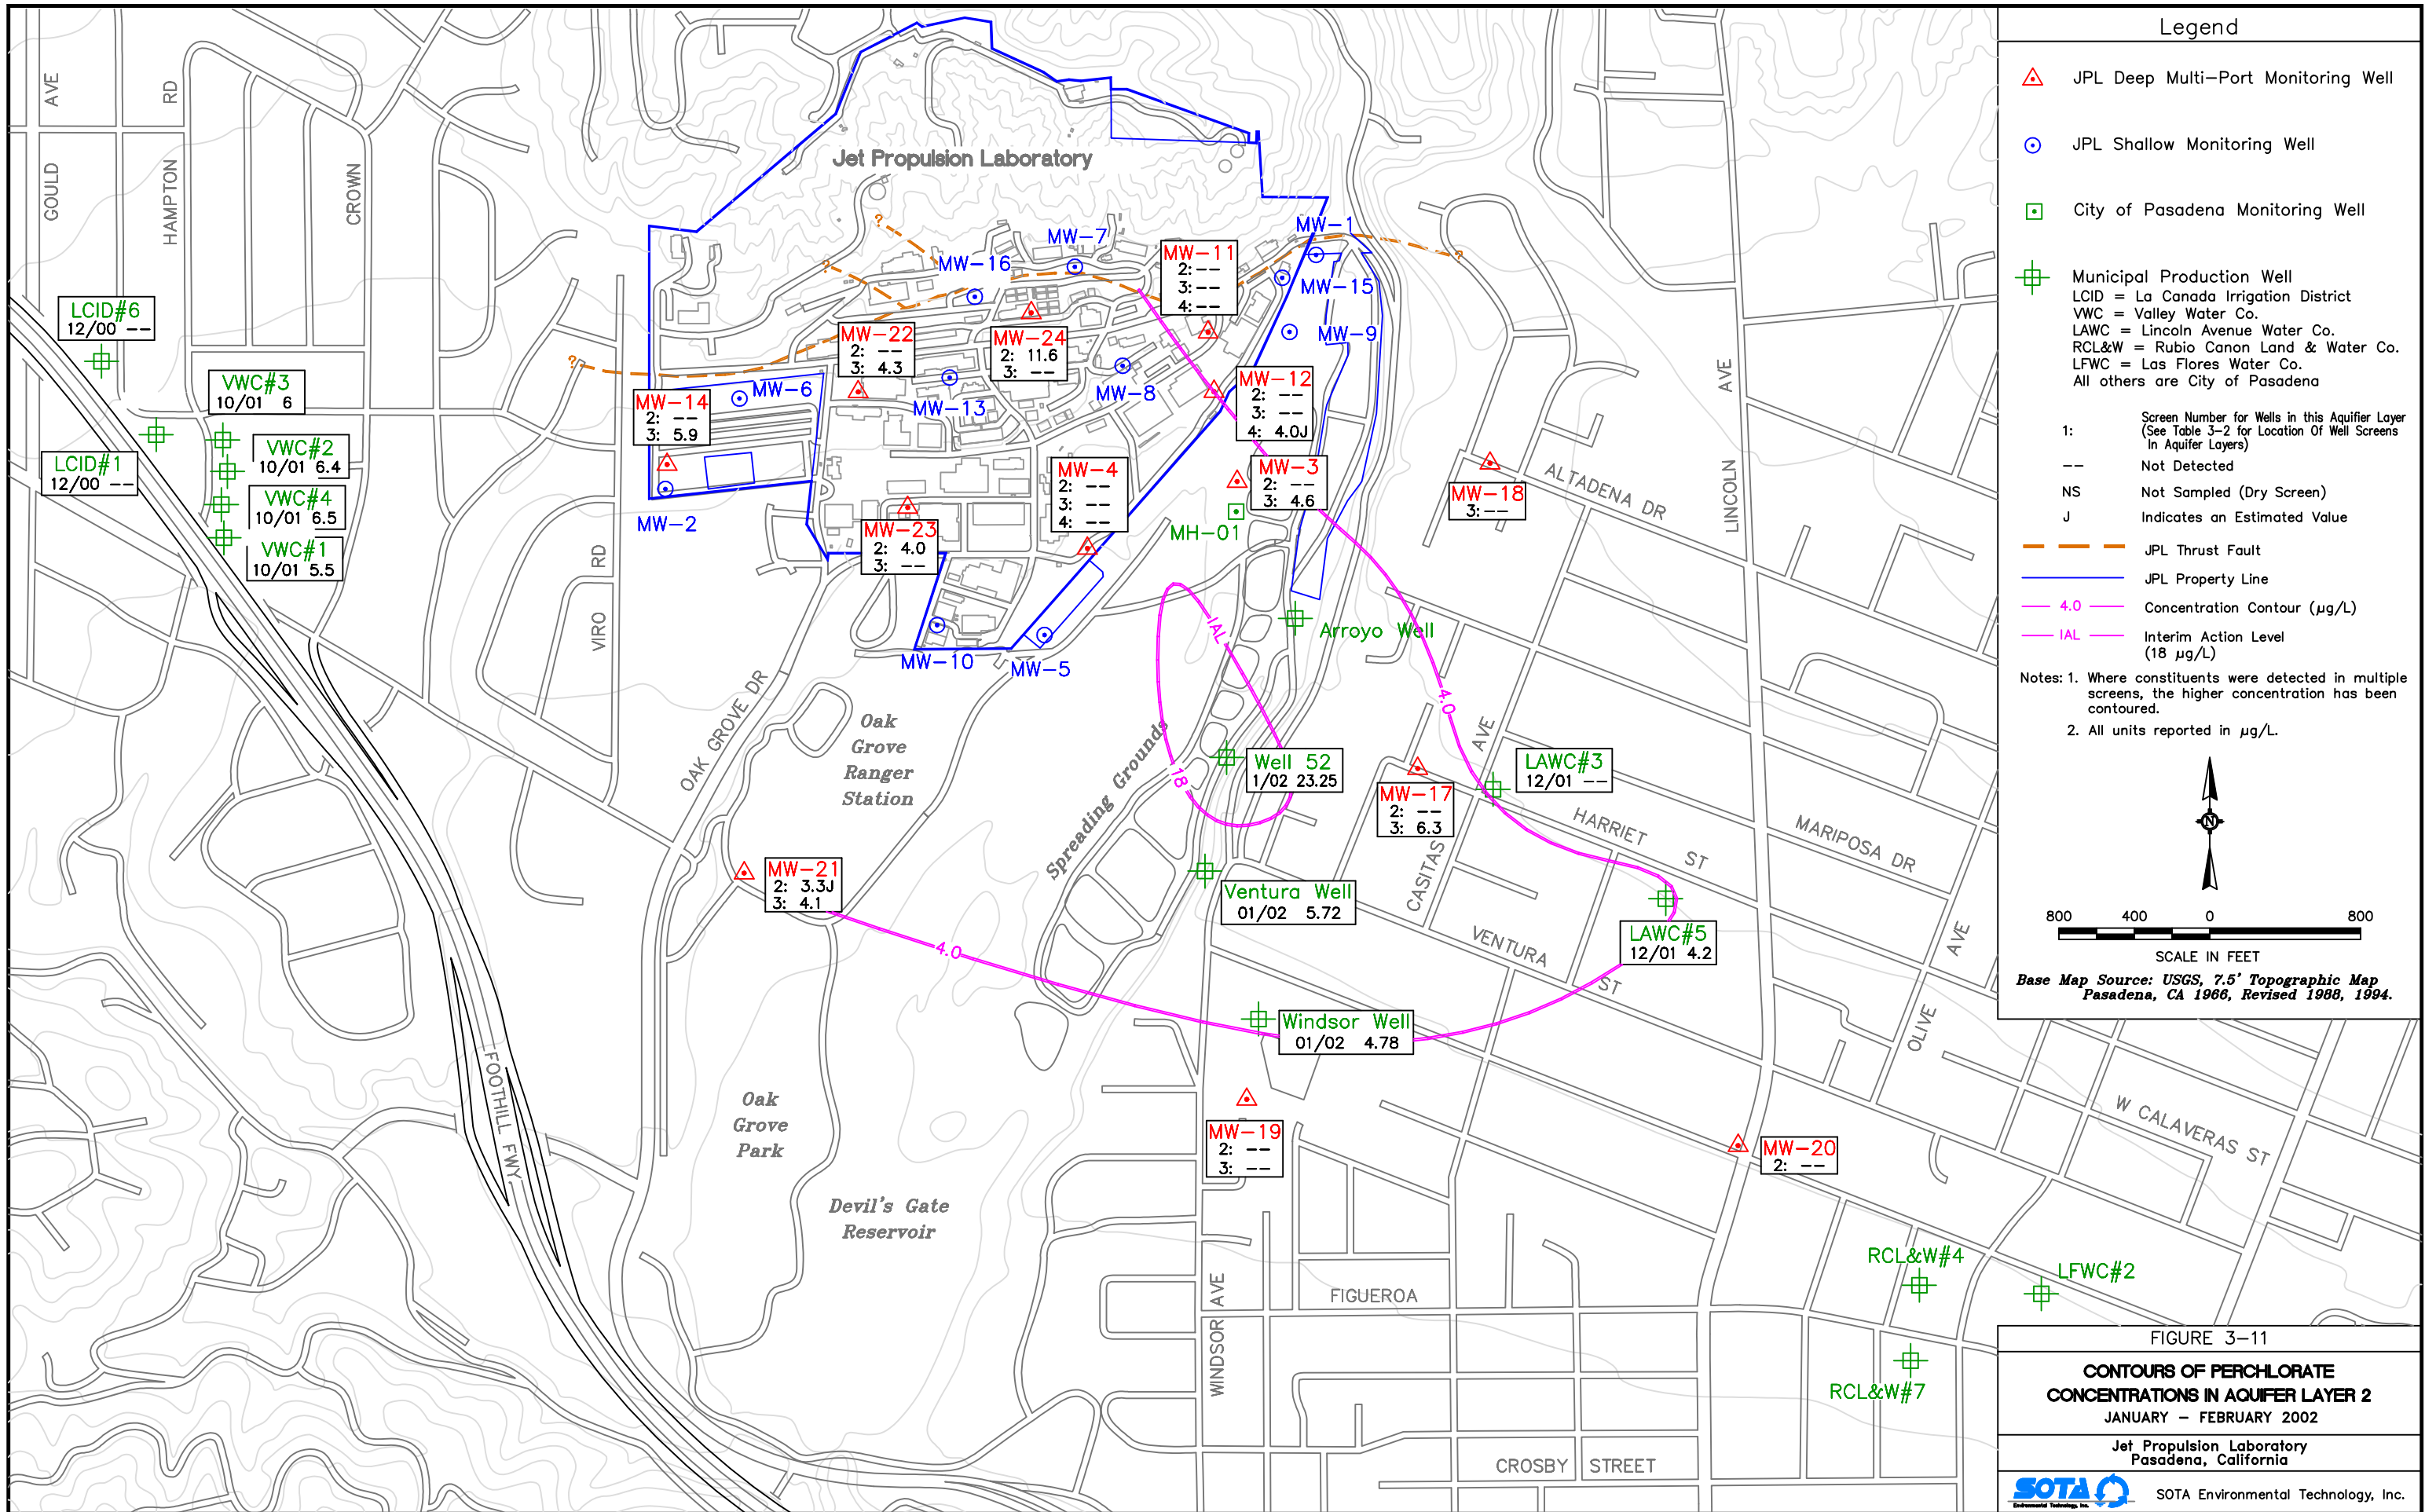 Legend
JPL Deep Multi-Port Monitoring Well
JPL Shallow Monitoring Well
City of Pasadena Monitoring Well
Municipal Production Well
LCID = La Canada Irrigation District
VWC = Valley Water Co.
LAWC = Lincoln Avenue Water Co.
RCL&W = Rubio Canon Land & Water Co.
LFWC = Las Flores Water Co.
All others are City of Pasadena
1:
Screen Number for Wells in this Aquifier Layer
(See Table 3-2 for Location Of Well Screens
In Aquifer Layers)
-- Not Detected
NS Not Sampled (Dry Screen)
J Indicates an Estimated Value
JPL Thrust Fault
JPL Property Line
4.0 Concentration Contour (µg/L)
IAL Interim Action Level
(18 µg/L)
Notes: 1. Where constituents were detected in multiple
screens, the higher concentration has been
contoured.
2. All units reported in µg/L.
N
800 400 0 800
SCALE IN FEET
Base Map Source: USGS, 7.5' Topographic Map
Pasadena, CA 1966, Revised 1988, 1994.
FIGURE 3-11
CONTOURS OF PERCHLORATE
CONCENTRATIONS IN AQUIFER LAYER 2
JANUARY - FEBRUARY 2002
Jet Propulsion Laboratory
Pasadena, California
SOTA
Environmental Technology, Inc.
SOTA Environmental Technology, Inc.
GOULD AVE
HAMPTON RD
CROWN
Jet Propulsion Laboratory
LCID#6
12/00 --
VWC#3
10/01 6
VWC#2
10/01 6.4
LCID#1
12/00 --
VWC#4
10/01 6.5
VWC#1
10/01 5.5
?
?
?
?
MW-1
MW-7
MW-16
MW-11
2: --
3: --
4: --
MW-15
MW-9
MW-22
2: --
3: 4.3
MW-24
2: 11.6
3: --
MW-6
MW-13
MW-8
MW-14
2: --
3: 5.9
MW-12
2: --
3: --
4: 4.0J
MW-2
MW-4
2: --
3: --
4: --
MW-3
2: --
3: 4.6
MW-18
3: --
MH-01
MW-23
2: 4.0
3: --
MW-10
MW-5
Arroyo Well
IAL
18
4.0
Well 52
1/02 23.25
LAWC#3
12/01 --
MW-17
2: --
3: 6.3
MW-21
2: 3.3J
3: 4.1
4.0
Ventura Well
01/02 5.72
LAWC#5
12/01 4.2
Windsor Well
01/02 4.78
MW-19
2: --
3: --
MW-20
2: --
RCL&W#4
LFWC#2
RCL&W#7
VIRO RD
OAK GROVE DR
Oak
Grove
Ranger
Station
Spreading Grounds
Oak
Grove
Park
Devil's Gate
Reservoir
FOOTHILL FWY
ALTADENA DR
LINCOLN AVE
CASITAS AVE
HARRIET ST
MARIPOSA DR
VENTURA ST
OLIVE AVE
W CALAVERAS ST
WINDSOR AVE
FIGUEROA
CROSBY STREET